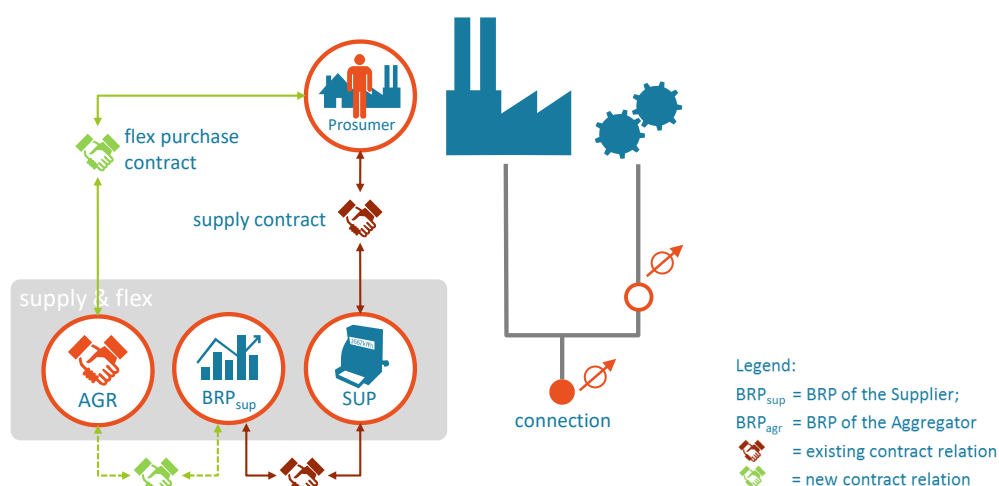 Prosumer
flex purchase
contract
supply contract
supply & flex
AGR
BRPsup
SUP
connection
Legend:
BRPsup = BRP of the Supplier;
BRPagr = BRP of the Aggregator
= existing contract relation
= new contract relation